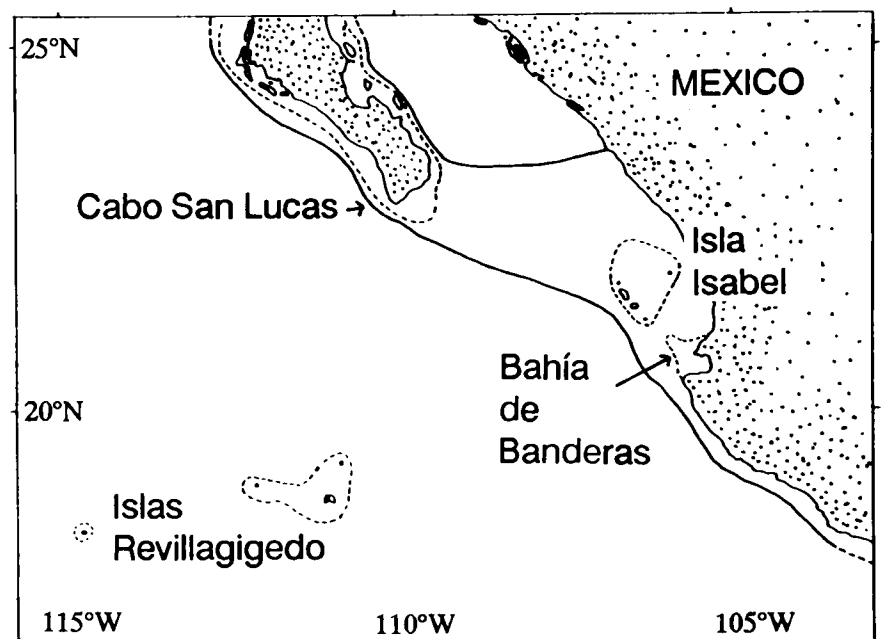 25°N
MEXICO
Cabo San Lucas
Isla
Isabel
Bahía
de
Banderas
20°N
Islas
Revillagigedo
115°W
110°W
105°W